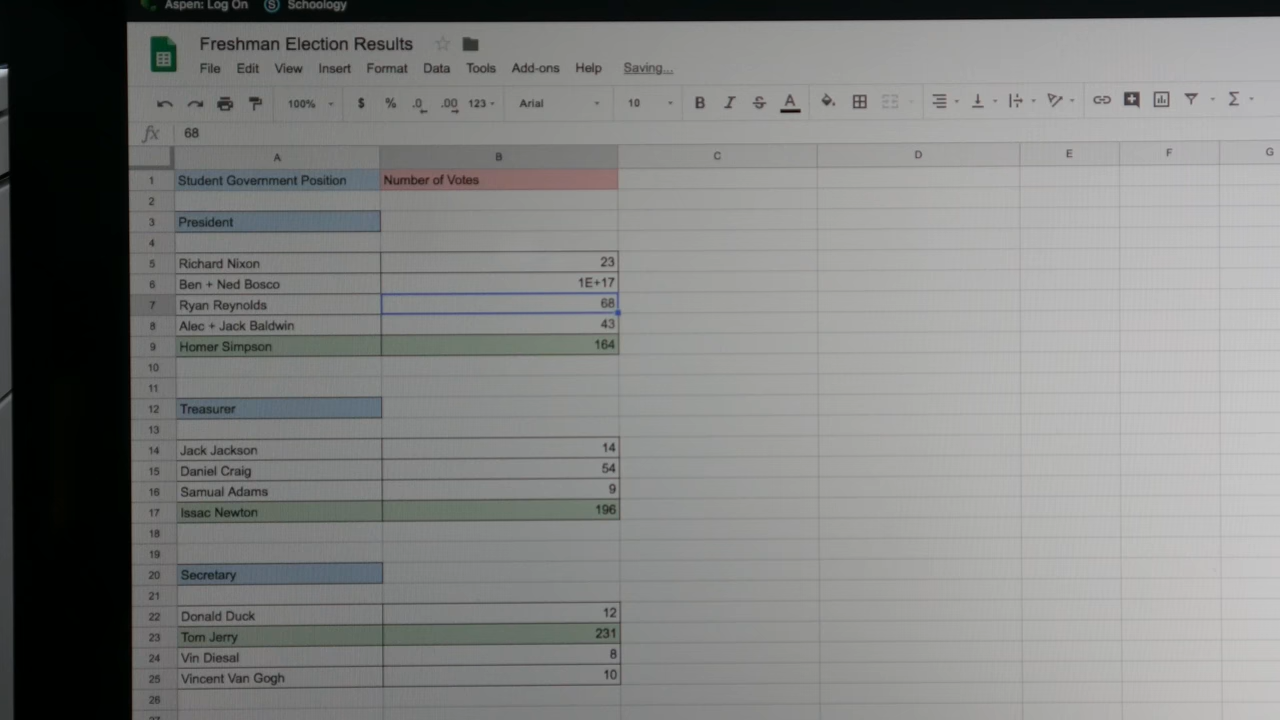 Aspen: Log On Schoology
Freshman Election Results
File Edit View Insert Format Data Tools Add-ons Help Saving...
100% $ % .0 .00 123 Arial 10 B I S A Σ
fx 68
A B C D E F G
1 Student Government Position Number of Votes
2
3 President
4
5 Richard Nixon 23
6 Ben + Ned Bosco 1E+17
7 Ryan Reynolds 68
8 Alec + Jack Baldwin 43
9 Homer Simpson 164
10
11
12 Treasurer
13
14 Jack Jackson 14
15 Daniel Craig 54
16 Samual Adams 9
17 Issac Newton 196
18
19
20 Secretary
21
22 Donald Duck 12
23 Tom Jerry 231
24 Vin Diesal 8
25 Vincent Van Gogh 10
26